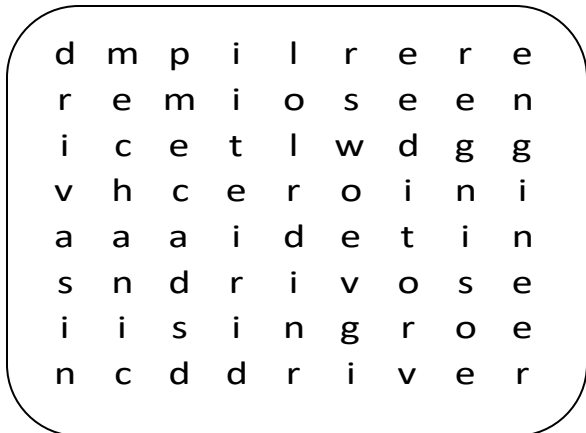 d m p i l r e r e
r e m i o s e e n
i c e t l w d g g
v h c e r o i n i
a a a i d e t i n
s n d r i v o s e
i i s i n g r o e
n c d d r i v e r